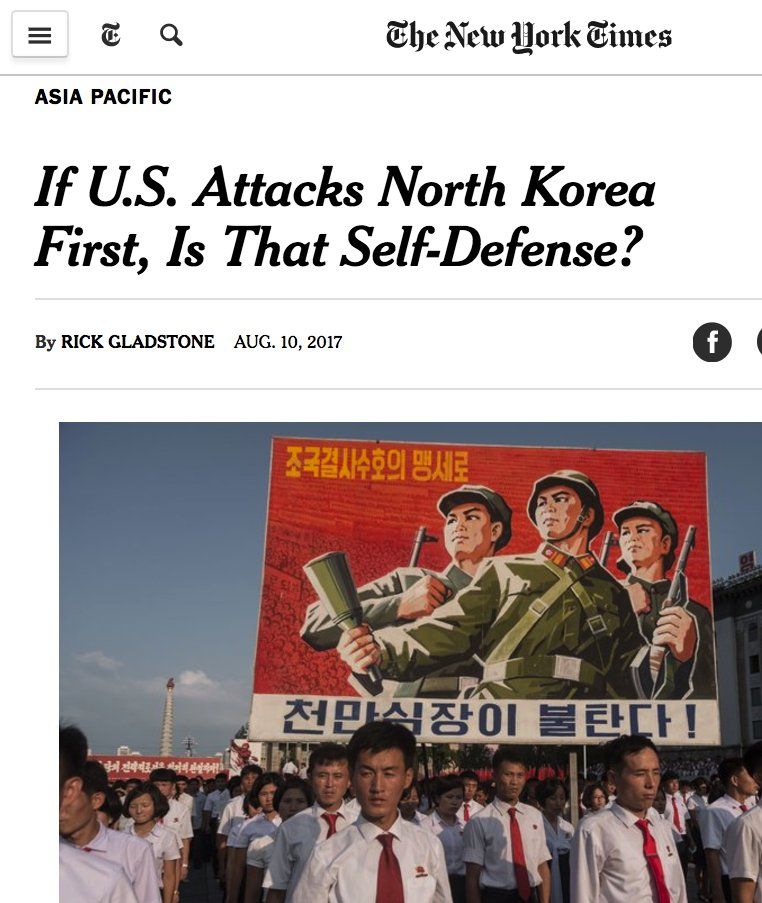 The New York Times
ASIA PACIFIC
If U.S. Attacks North Korea
First, Is That Self-Defense?
By RICK GLADSTONE AUG. 10, 2017
조국결사수호의 맹세로
천만심장이 불탄다!